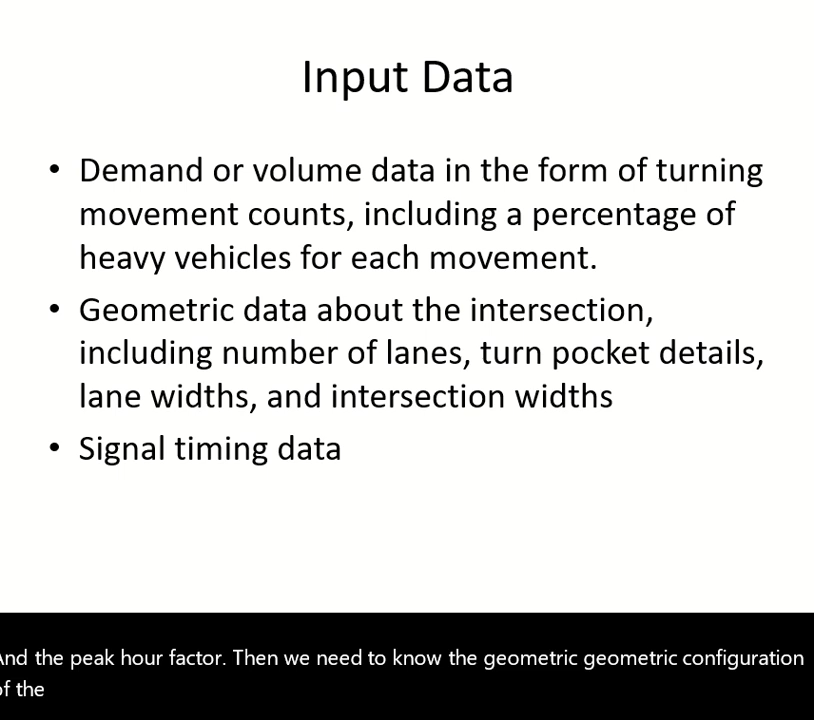 Input Data
• Demand or volume data in the form of turning
movement counts, including a percentage of
heavy vehicles for each movement.
• Geometric data about the intersection,
including number of lanes, turn pocket details,
lane widths, and intersection widths
• Signal timing data
And the peak hour factor. Then we need to know the geometric geometric configuration
of the